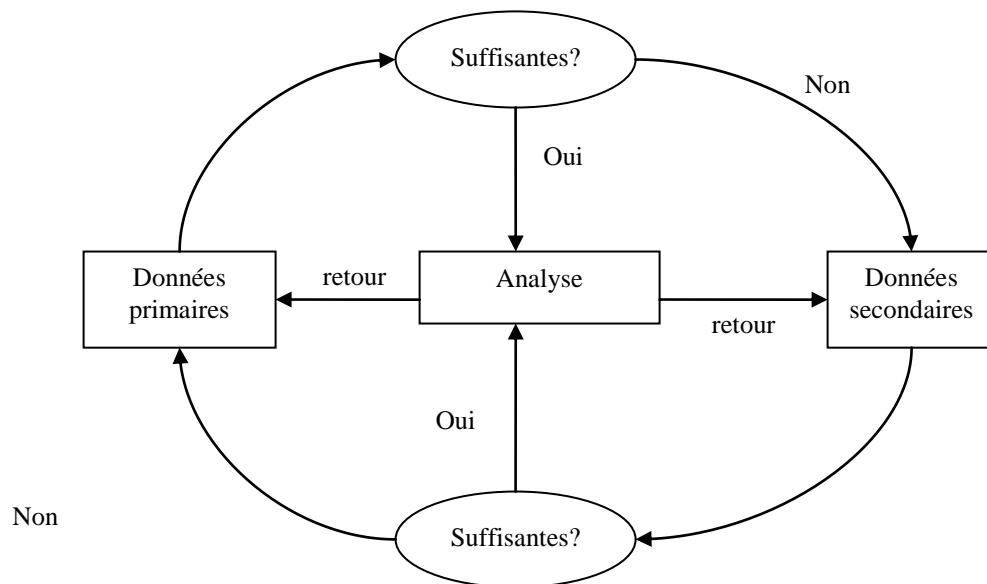 Suffisantes?
Non
Oui
Données
primaires
retour
Analyse
retour
Données
secondaires
Oui
Non
Suffisantes?